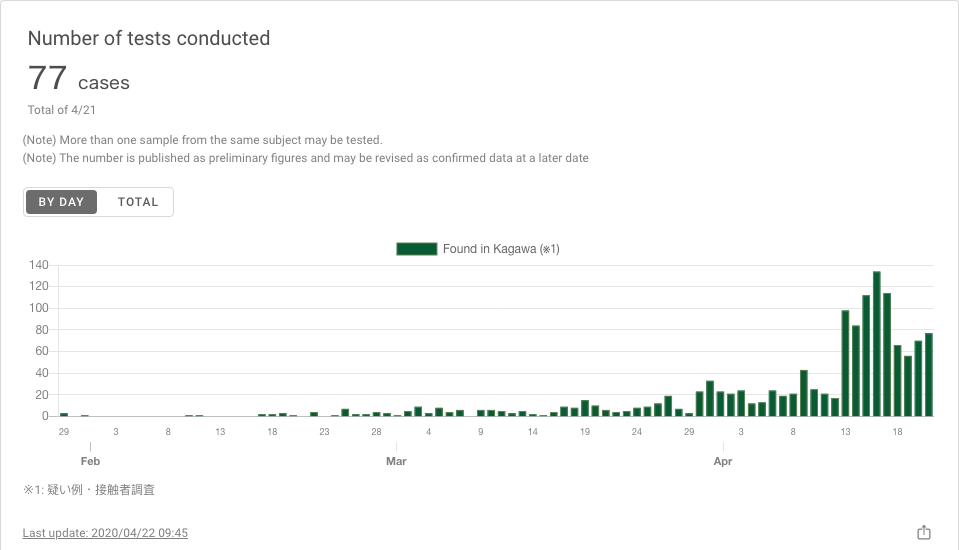 Number of tests conducted
77 cases
Total of 4/21
(Note) More than one sample from the same subject may be tested.
(Note) The number is published as preliminary figures and may be revised as confirmed data at a later date
BY DAY TOTAL
Found in Kagawa (※1)
140
120
100
80
60
40
20
0
29 3 8 13 18 23 28 4 9 14 19 24 29 3 8 13 18
Feb Mar Apr
※1: 疑い例・接触者調査
Last update: 2020/04/22 09:45